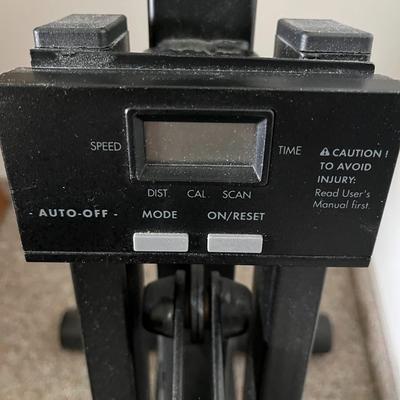 SPEED
TIME
DIST. CAL. SCAN
- AUTO-OFF -
MODE
ON/RESET
⚠ CAUTION !
TO AVOID
INJURY:
Read User's
Manual first.